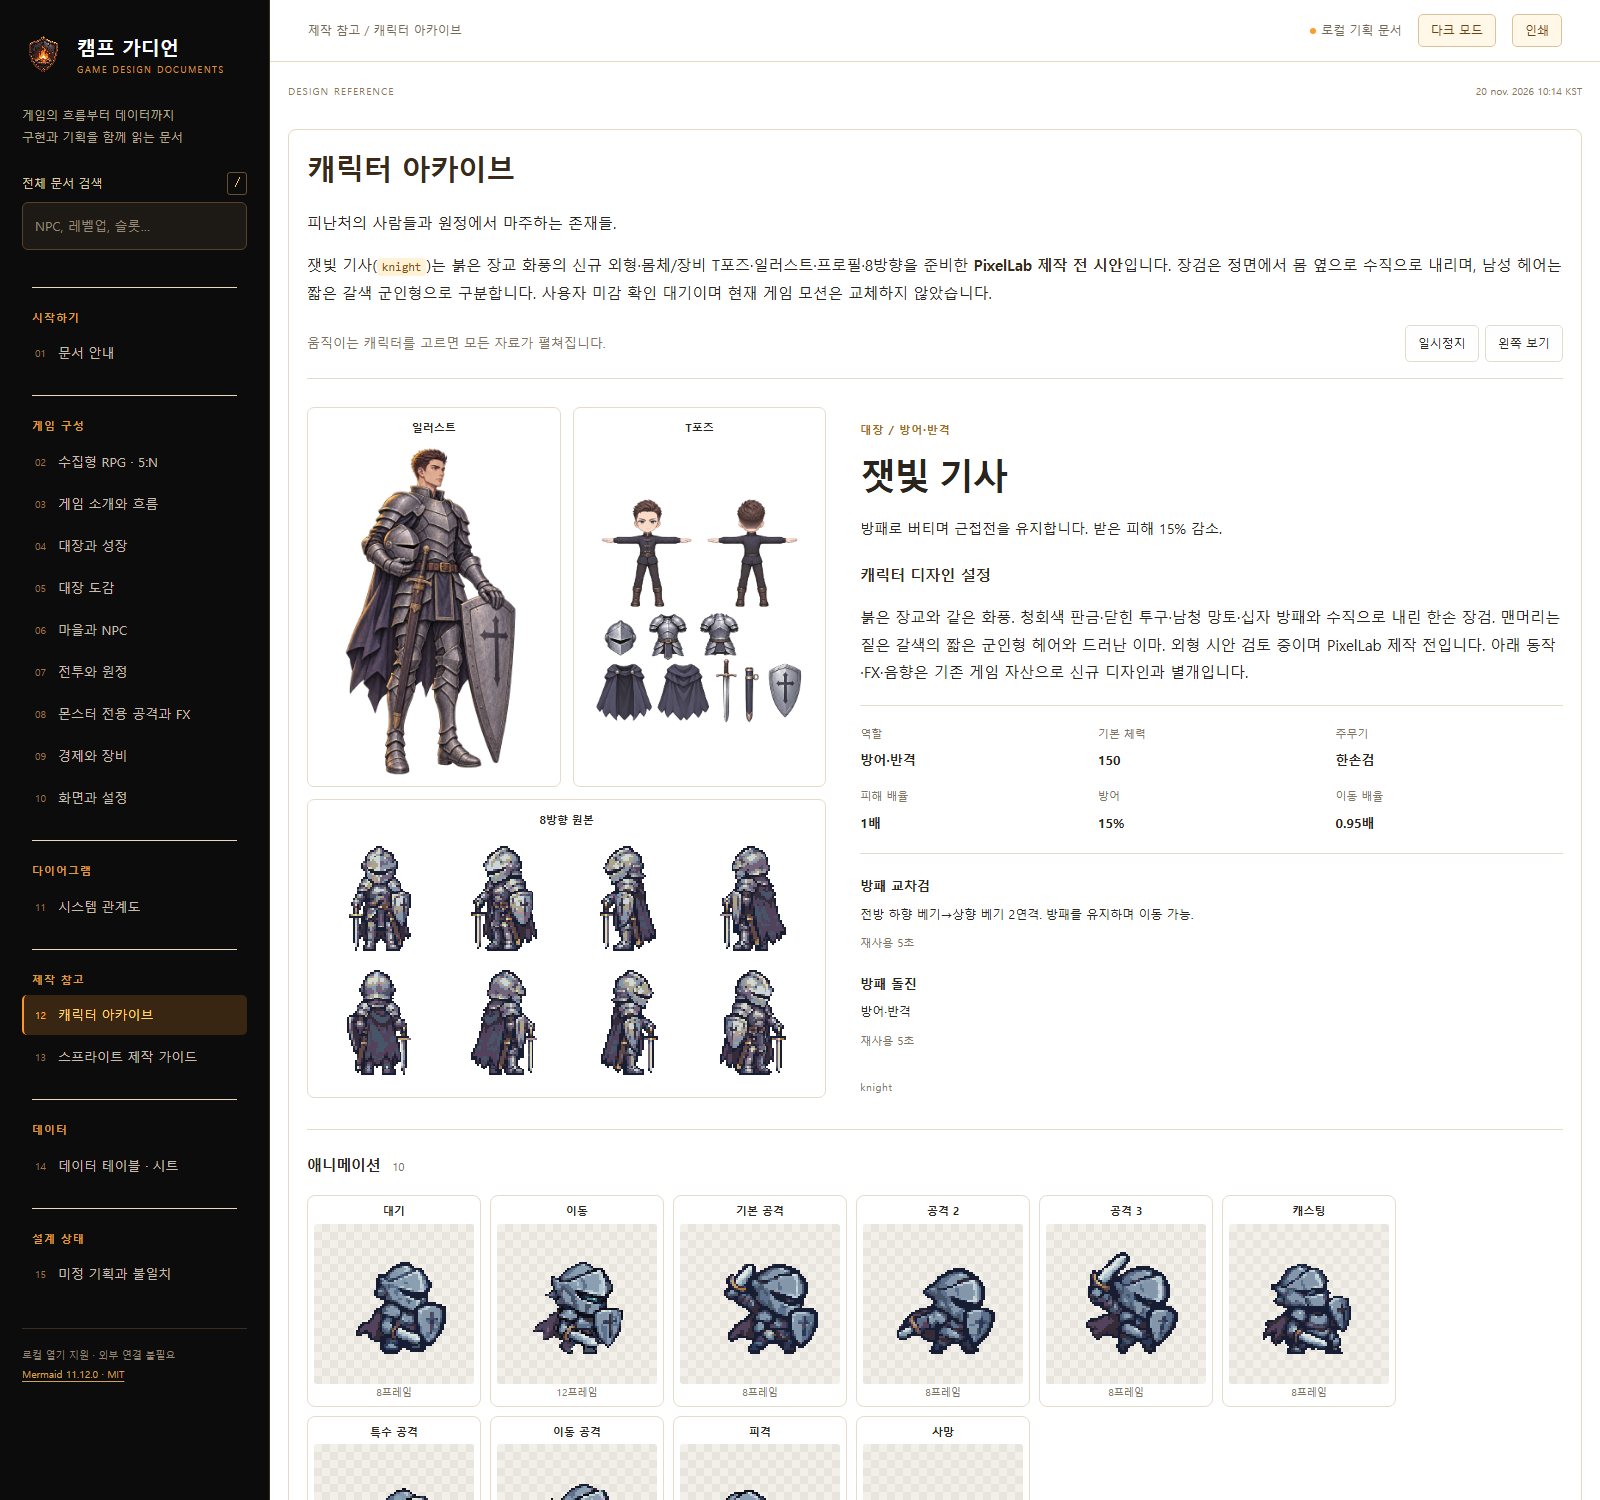 캠프 가디언
GAME DESIGN DOCUMENTS
게임의 흐름부터 데이터까지
구현과 기획을 함께 읽는 문서
전체 문서 검색
/
NPC, 레벨업, 슬롯...
시작하기
01 문서 안내
게임 구성
02 수집형 RPG · 5:N
03 게임 소개와 흐름
04 대장과 성장
05 대장 도감
06 마을과 NPC
07 전투와 원정
08 몬스터 전용 공격과 FX
09 경제와 장비
10 화면과 설정
다이어그램
11 시스템 관계도
제작 참고
12 캐릭터 아카이브
13 스프라이트 제작 가이드
데이터
14 데이터 테이블 · 시트
설계 상태
15 미정 기획과 불일치
로컬 열기 지원 · 외부 연결 불필요
Mermaid 11.12.0 · MIT
제작 참고 / 캐릭터 아카이브
로컬 기획 문서
다크 모드
인쇄
DESIGN REFERENCE
20 nov. 2026 10:14 KST
캐릭터 아카이브
피난처의 사람들과 원정에서 마주하는 존재들.
잿빛 기사(knight)는 붉은 장교 화풍의 신규 외형·몸체/장비 T포즈·일러스트·프로필·8방향을 준비한 PixelLab 제작 전 시안입니다. 장검은 정면에서 몸 옆으로 수직으로 내리며, 남성 헤어는
짧은 갈색 군인형으로 구분합니다. 사용자 미감 확인 대기이며 현재 게임 모션은 교체하지 않았습니다.
움직이는 캐릭터를 고르면 모든 자료가 펼쳐집니다.
일시정지
왼쪽 보기
일러스트
T포즈
8방향 원본
대장 / 방어·반격
잿빛 기사
방패로 버티며 근접전을 유지합니다. 받은 피해 15% 감소.
캐릭터 디자인 설정
붉은 장교와 같은 화풍. 청회색 판금·닫힌 투구·남청 망토·십자 방패와 수직으로 내린 한손 장검. 맨머리는
짙은 갈색의 짧은 군인형 헤어와 드러난 이마. 외형 시안 검토 중이며 PixelLab 제작 전입니다. 아래 동작
·FX·음향은 기존 게임 자산으로 신규 디자인과 별개입니다.
역할
방어·반격
기본 체력
150
주무기
한손검
피해 배율
1배
방어
15%
이동 배율
0.95배
방패 교차검
전방 하향 베기→상향 베기 2연격. 방패를 유지하며 이동 가능.
재사용 5초
방패 돌진
방어·반격
재사용 5초
knight
애니메이션 10
대기
8프레임
이동
12프레임
기본 공격
8프레임
공격 2
8프레임
공격 3
8프레임
캐스팅
8프레임
특수 공격
이동 공격
피격
사망